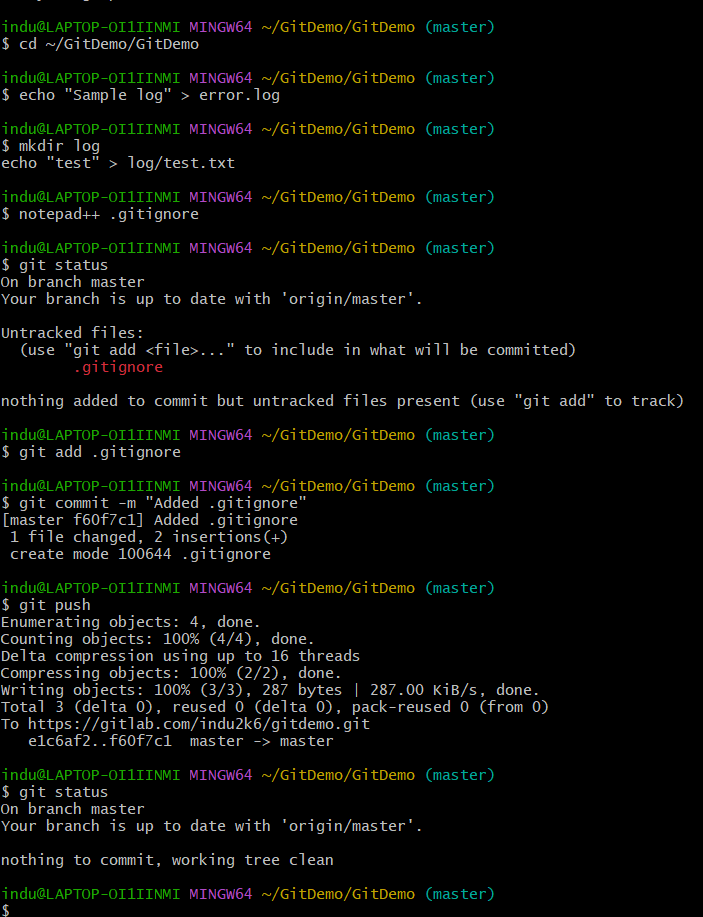 indu@LAPTOP-OI1IINMI MINGW64 ~/GitDemo/GitDemo (master)
$ cd ~/GitDemo/GitDemo
indu@LAPTOP-OI1IINMI MINGW64 ~/GitDemo/GitDemo (master)
$ echo "Sample log" > error.log
indu@LAPTOP-OI1IINMI MINGW64 ~/GitDemo/GitDemo (master)
$ mkdir log
echo "test" > log/test.txt
indu@LAPTOP-OI1IINMI MINGW64 ~/GitDemo/GitDemo (master)
$ notepad++ .gitignore
indu@LAPTOP-OI1IINMI MINGW64 ~/GitDemo/GitDemo (master)
$ git status
On branch master
Your branch is up to date with 'origin/master'.
Untracked files:
  (use "git add <file>..." to include in what will be committed)
        .gitignore
nothing added to commit but untracked files present (use "git add" to track)
indu@LAPTOP-OI1IINMI MINGW64 ~/GitDemo/GitDemo (master)
$ git add .gitignore
indu@LAPTOP-OI1IINMI MINGW64 ~/GitDemo/GitDemo (master)
$ git commit -m "Added .gitignore"
[master f60f7c1] Added .gitignore
 1 file changed, 2 insertions(+)
 create mode 100644 .gitignore
indu@LAPTOP-OI1IINMI MINGW64 ~/GitDemo/GitDemo (master)
$ git push
Enumerating objects: 4, done.
Counting objects: 100% (4/4), done.
Delta compression using up to 16 threads
Compressing objects: 100% (2/2), done.
Writing objects: 100% (3/3), 287 bytes | 287.00 KiB/s, done.
Total 3 (delta 0), reused 0 (delta 0), pack-reused 0 (from 0)
To https://gitlab.com/indu2k6/gitdemo.git
   e1c6af2..f60f7c1  master -> master
indu@LAPTOP-OI1IINMI MINGW64 ~/GitDemo/GitDemo (master)
$ git status
On branch master
Your branch is up to date with 'origin/master'.
nothing to commit, working tree clean
indu@LAPTOP-OI1IINMI MINGW64 ~/GitDemo/GitDemo (master)
$